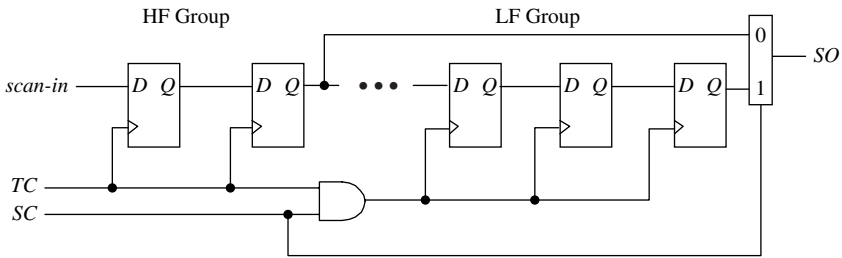 HF Group LF Group
0
SO
scan-in D Q D Q D Q D Q D Q 1
TC
SC